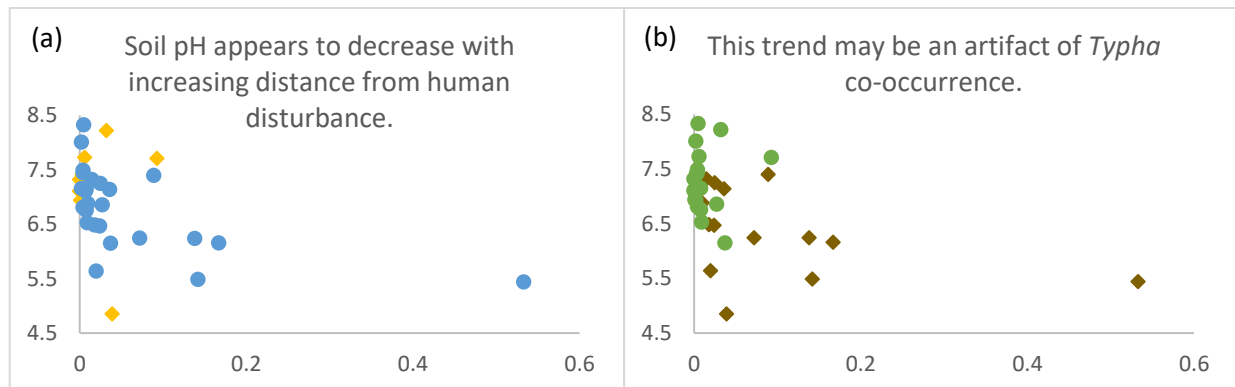 (a)
Soil pH appears to decrease with
increasing distance from human
disturbance.
8.5
7.5
6.5
5.5
4.5
0
0.2
0.4
0.6
(b)
This trend may be an artifact of Typha
co-occurrence.
8.5
7.5
6.5
5.5
4.5
0
0.2
0.4
0.6